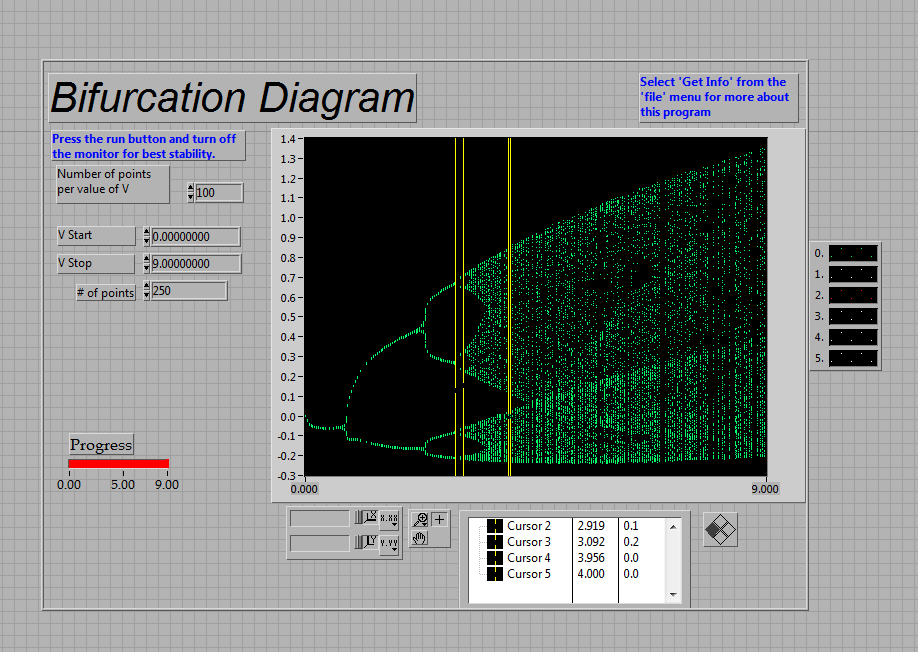 Bifurcation Diagram
Select 'Get Info' from the
'file' menu for more about
this program
Press the run button and turn off
the monitor for best stability.
Number of points
per value of V
100
V Start
0.00000000
V Stop
9.00000000
# of points
250
1.4
1.3
1.2
1.1
1.0
0.9
0.8
0.7
0.6
0.5
0.4
0.3
0.2
0.1
0.0
-0.1
-0.2
-0.3
0.000
9.000
0.
1.
2.
3.
4.
5.
Progress
0.00 5.00 9.00
X x.xx
Y y.yy
Cursor 2 2.919 0.1
Cursor 3 3.092 0.2
Cursor 4 3.956 0.0
Cursor 5 4.000 0.0